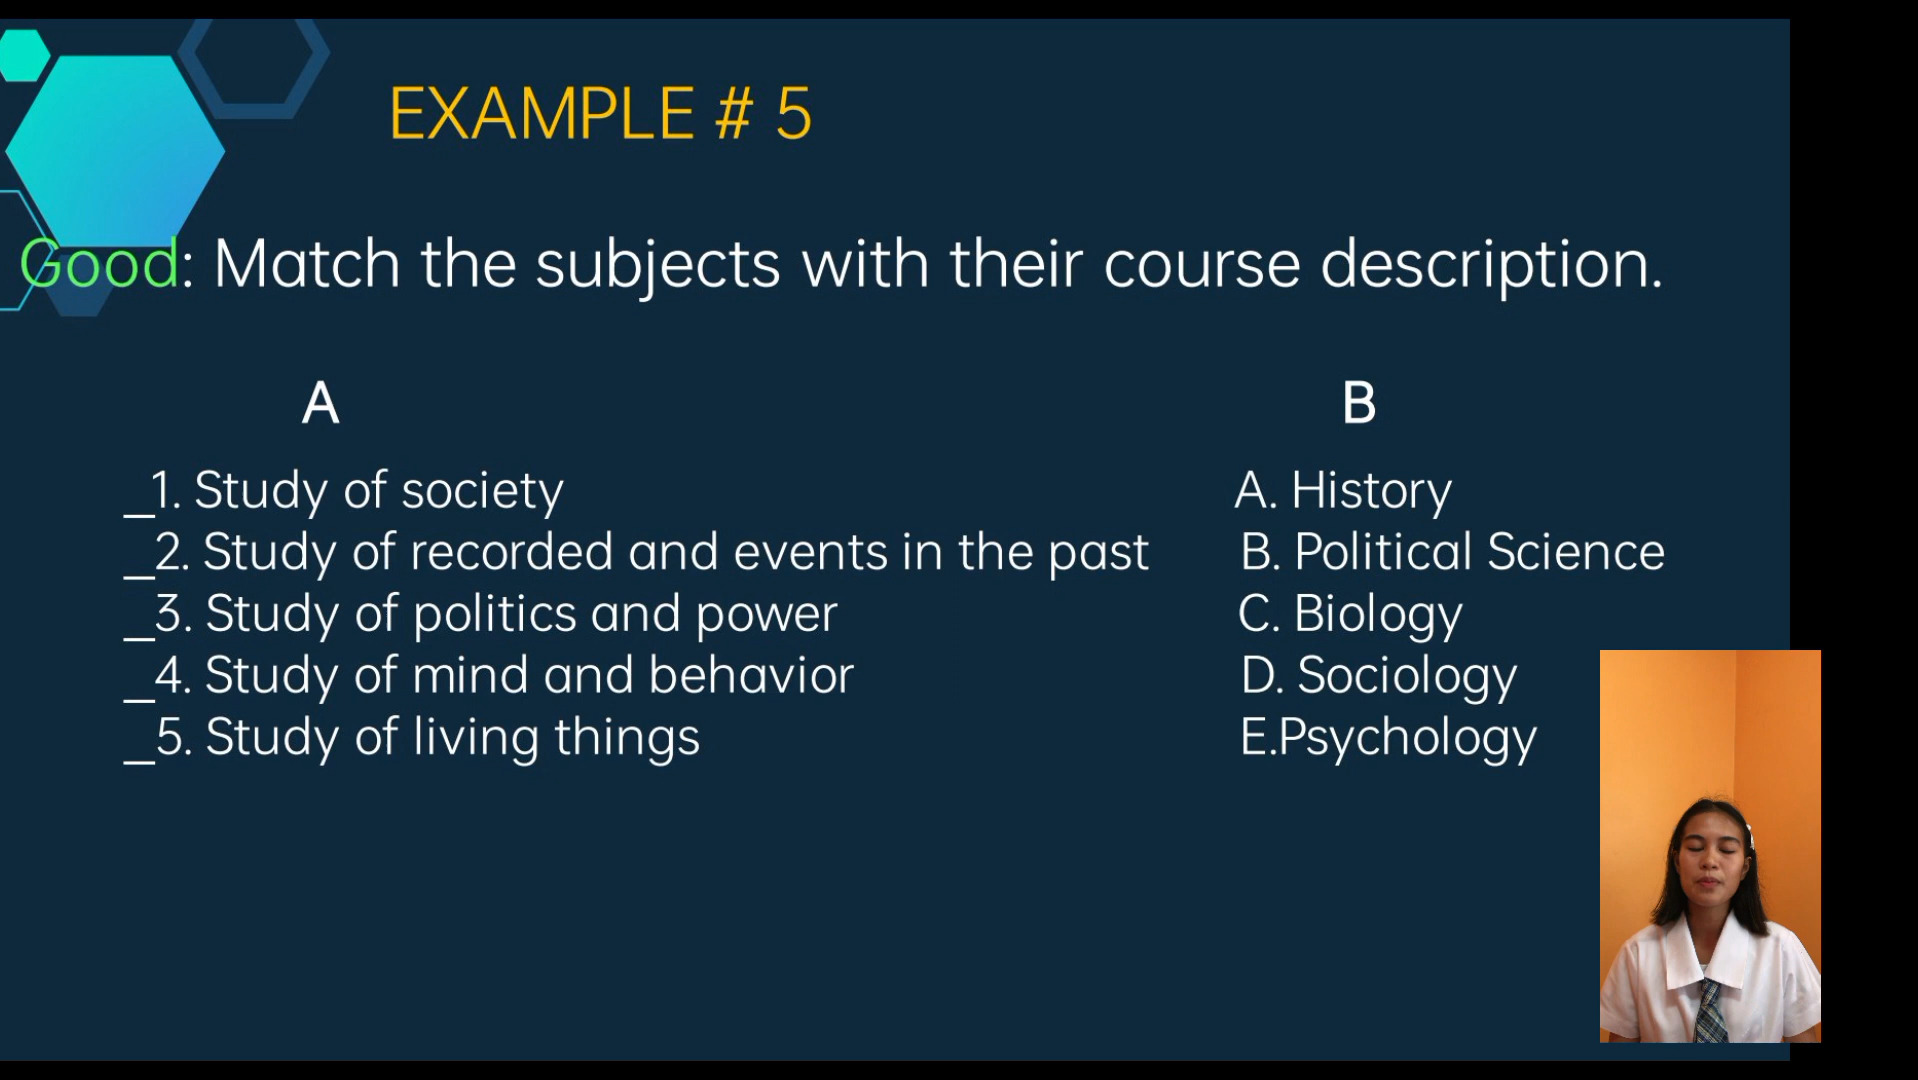 EXAMPLE # 5
Good: Match the subjects with their course description.
A B
_1. Study of society A. History
_2. Study of recorded and events in the past B. Political Science
_3. Study of politics and power C. Biology
_4. Study of mind and behavior D. Sociology
_5. Study of living things E.Psychology